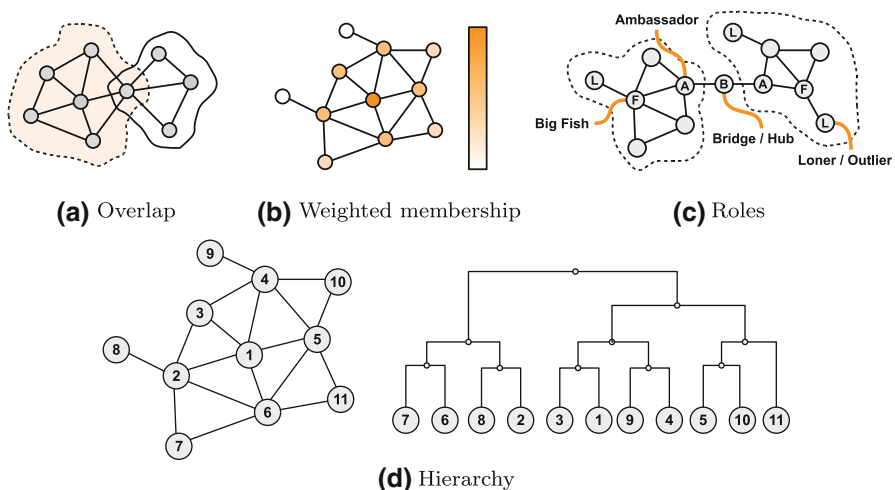 Ambassador
L
L
A
B
A
F
F
Big Fish
L
Bridge / Hub
Loner / Outlier
(a) Overlap
(b) Weighted membership
(c) Roles
9
4
10
3
5
8
1
2
11
6
7
7 6 8 2 3 1 9 4 5 10 11
(d) Hierarchy